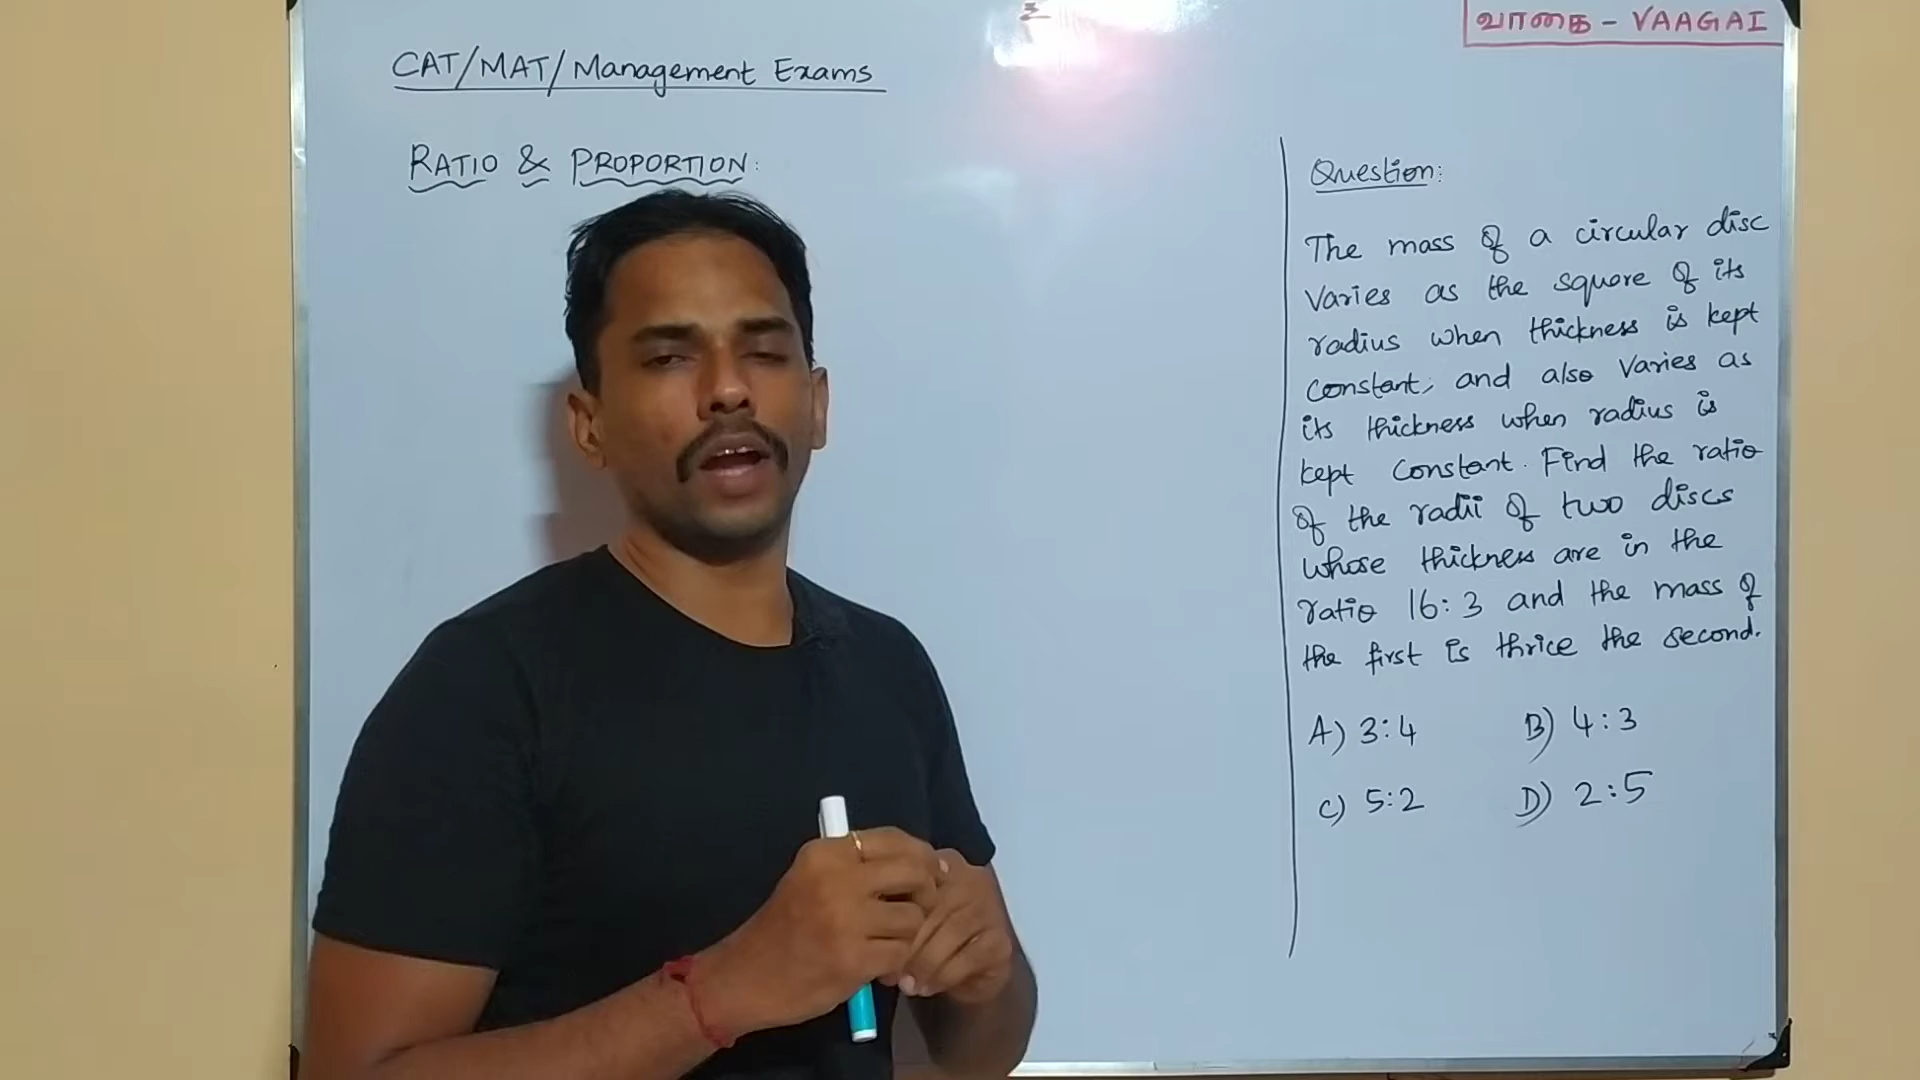 வாகை - VAAGAI
CAT/MAT/Management Exams
RATIO & PROPORTION:
Question:
The mass of a circular disc
varies as the square of its
radius when thickness is kept
constant, and also varies as
its thickness when radius is
kept constant. Find the ratio
of the radii of two discs
whose thickness are in the
ratio 16:3 and the mass of
the first is thrice the second.
A) 3:4 B) 4:3
C) 5:2 D) 2:5